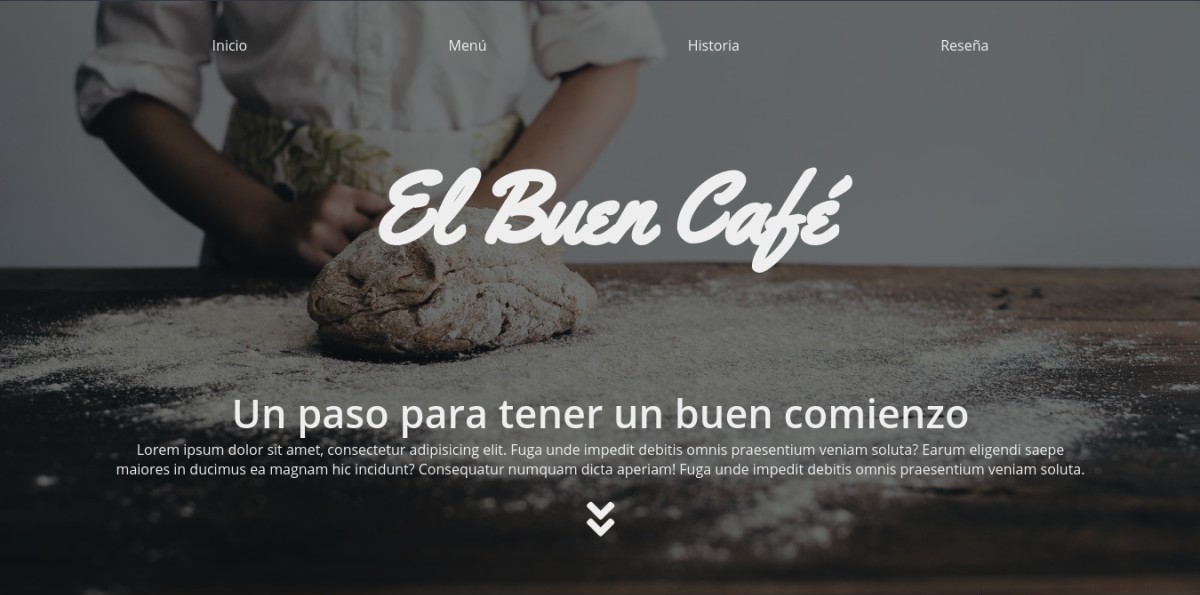 Inicio Menú Historia Reseña
El Buen Café
Un paso para tener un buen comienzo
Lorem ipsum dolor sit amet, consectetur adipisicing elit. Fuga unde impedit debitis omnis praesentium veniam soluta? Earum eligendi saepe
maiores in ducimus ea magnam hic incidunt? Consequatur numquam dicta aperiam! Fuga unde impedit debitis omnis praesentium veniam soluta.